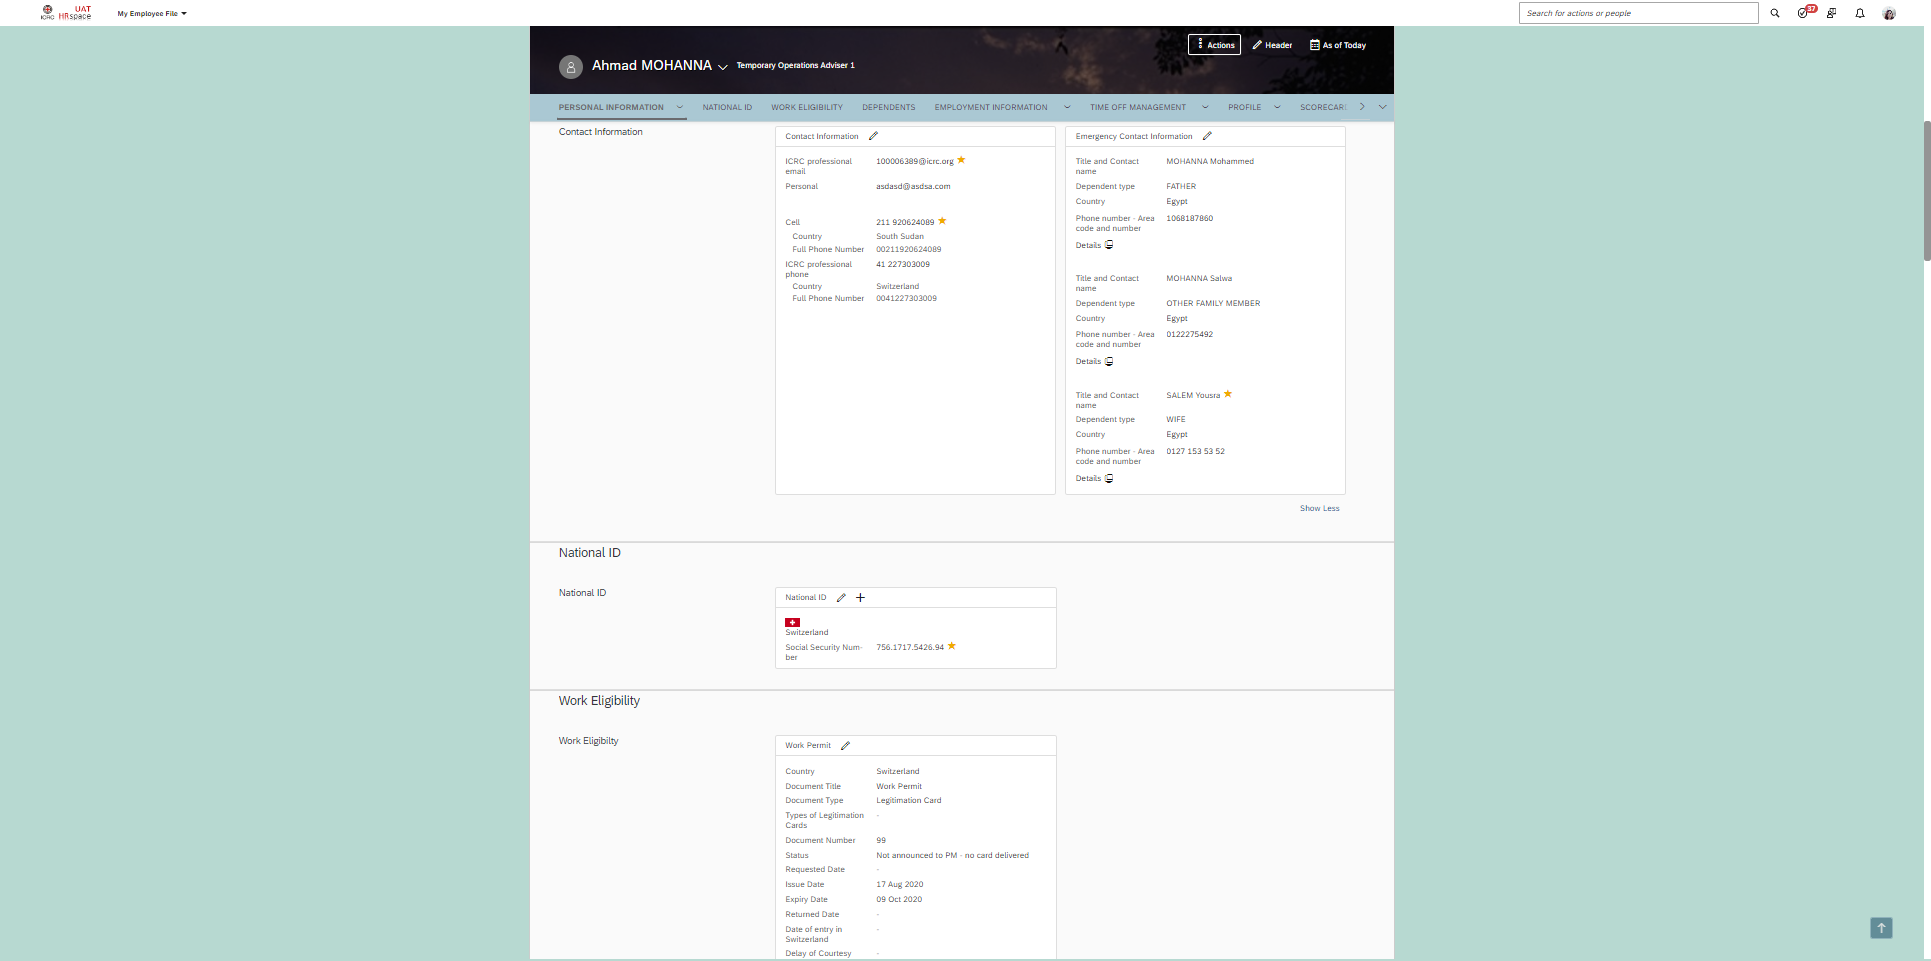 ICRC
UAT
HRspace
My Employee File
Search for actions or people
37
Ahmad MOHANNA
Temporary Operations Adviser 1
Actions
Header
As of Today
PERSONAL INFORMATION
NATIONAL ID
WORK ELIGIBILITY
DEPENDENTS
EMPLOYMENT INFORMATION
TIME OFF MANAGEMENT
PROFILE
SCORECAR
Contact Information
Contact Information
ICRC professional
email
100006389@icrc.org
Personal
asdasd@asdsa.com
Cell
211 920624089
Country
South Sudan
Full Phone Number
00211920624089
ICRC professional
phone
41 227303009
Country
Switzerland
Full Phone Number
0041227303009
Emergency Contact Information
Title and Contact
name
MOHANNA Mohammed
Dependent type
FATHER
Country
Egypt
Phone number - Area
code and number
1068187860
Details
Title and Contact
name
MOHANNA Salwa
Dependent type
OTHER FAMILY MEMBER
Country
Egypt
Phone number - Area
code and number
0122275492
Details
Title and Contact
name
SALEM Yousra
Dependent type
WIFE
Country
Egypt
Phone number - Area
code and number
0127 153 53 52
Details
Show Less
National ID
National ID
National ID
Switzerland
Social Security Num-
ber
756.1717.5426.94
Work Eligibility
Work Eligibilty
Work Permit
Country
Switzerland
Document Title
Work Permit
Document Type
Legitimation Card
Types of Legitimation
Cards
-
Document Number
99
Status
Not announced to PM - no card delivered
Requested Date
-
Issue Date
17 Aug 2020
Expiry Date
09 Oct 2020
Returned Date
-
Date of entry in
Switzerland
-
Delay of Courtesy
-